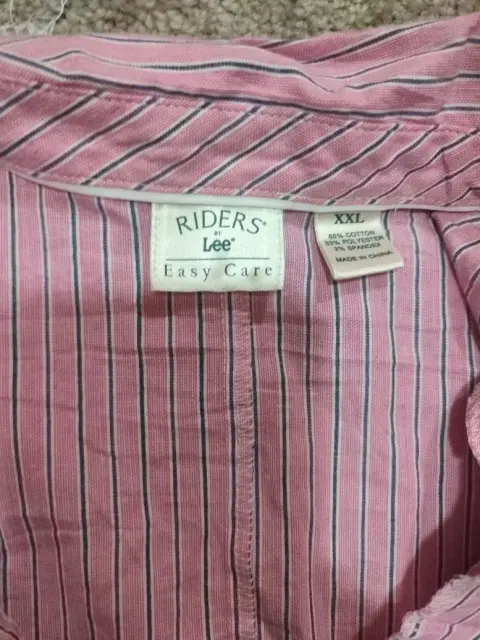 RIDERS®
BY
Lee®
Easy Care
XXL
65% COTTON
33% POLYESTER
2% SPANDEX
MADE IN CHINA